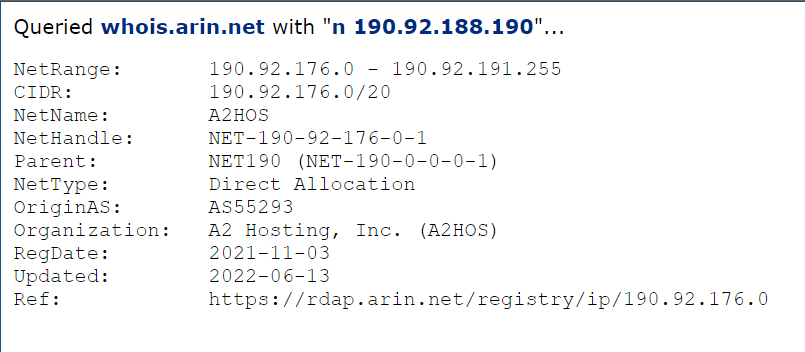 Queried whois.arin.net with "n 190.92.188.190"...
NetRange: 190.92.176.0 - 190.92.191.255
CIDR: 190.92.176.0/20
NetName: A2HOS
NetHandle: NET-190-92-176-0-1
Parent: NET190 (NET-190-0-0-0-1)
NetType: Direct Allocation
OriginAS: AS55293
Organization: A2 Hosting, Inc. (A2HOS)
RegDate: 2021-11-03
Updated: 2022-06-13
Ref: https://rdap.arin.net/registry/ip/190.92.176.0